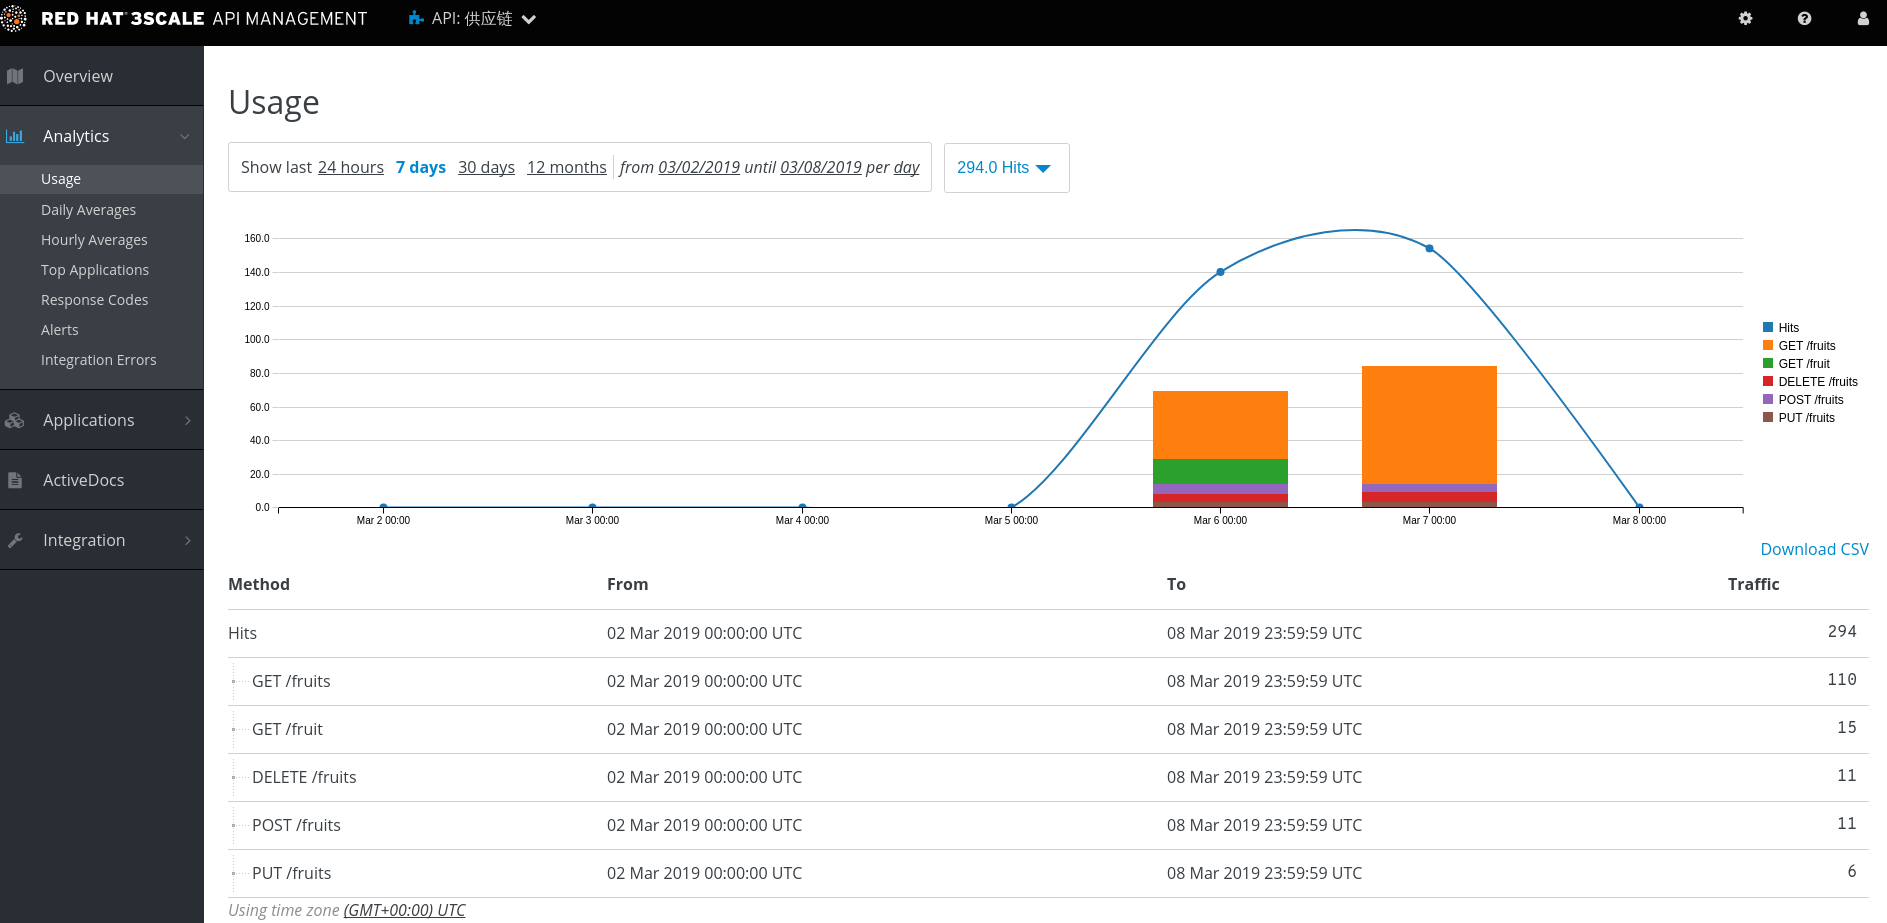 RED HAT 3SCALE API MANAGEMENT API: 供应链
Overview
Analytics
Usage
Daily Averages
Hourly Averages
Top Applications
Response Codes
Alerts
Integration Errors
Applications
ActiveDocs
Integration
Usage
Show last 24 hours 7 days 30 days 12 months from 03/02/2019 until 03/08/2019 per day 294.0 Hits
160.0
140.0
120.0
100.0
80.0
60.0
40.0
20.0
0.0
Mar 2 00:00 Mar 3 00:00 Mar 4 00:00 Mar 5 00:00 Mar 6 00:00 Mar 7 00:00 Mar 8 00:00
Hits
GET /fruits
GET /fruit
DELETE /fruits
POST /fruits
PUT /fruits
Download CSV
Method From To Traffic
Hits 02 Mar 2019 00:00:00 UTC 08 Mar 2019 23:59:59 UTC 294
GET /fruits 02 Mar 2019 00:00:00 UTC 08 Mar 2019 23:59:59 UTC 110
GET /fruit 02 Mar 2019 00:00:00 UTC 08 Mar 2019 23:59:59 UTC 15
DELETE /fruits 02 Mar 2019 00:00:00 UTC 08 Mar 2019 23:59:59 UTC 11
POST /fruits 02 Mar 2019 00:00:00 UTC 08 Mar 2019 23:59:59 UTC 11
PUT /fruits 02 Mar 2019 00:00:00 UTC 08 Mar 2019 23:59:59 UTC 6
Using time zone (GMT+00:00) UTC